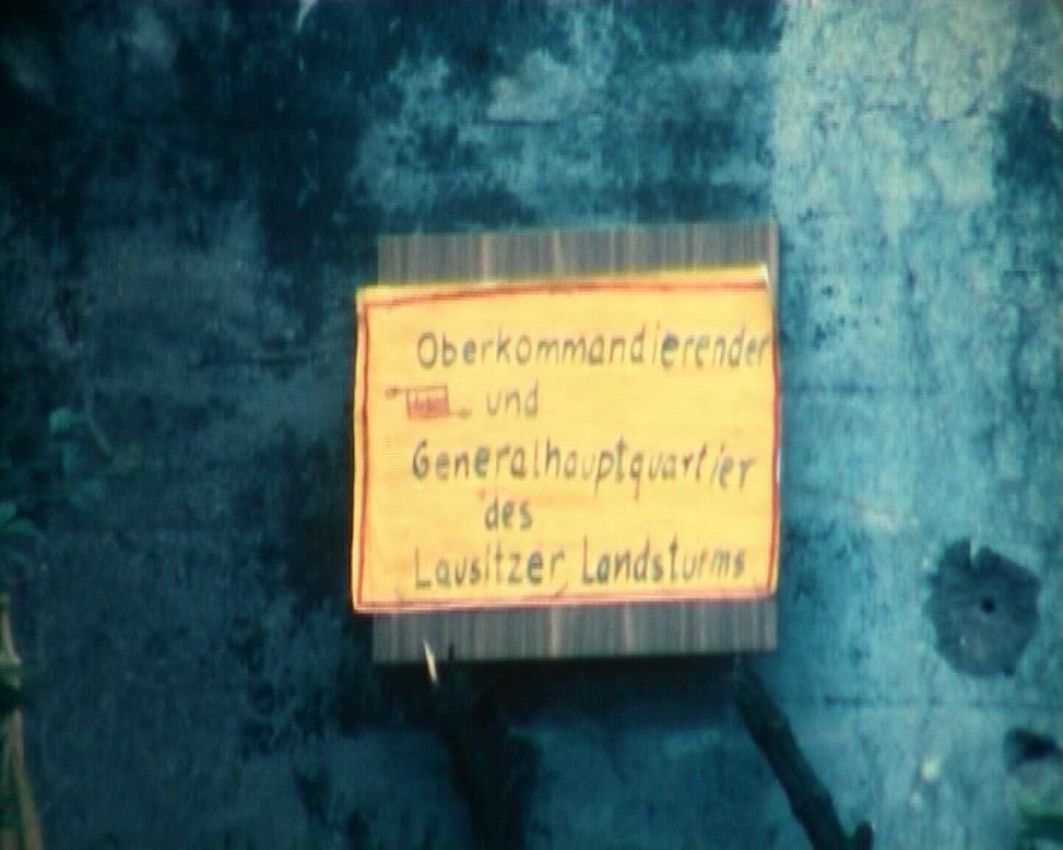 Oberkommandierender
und
Generalhauptquartier
des
Lausitzer Landsturms